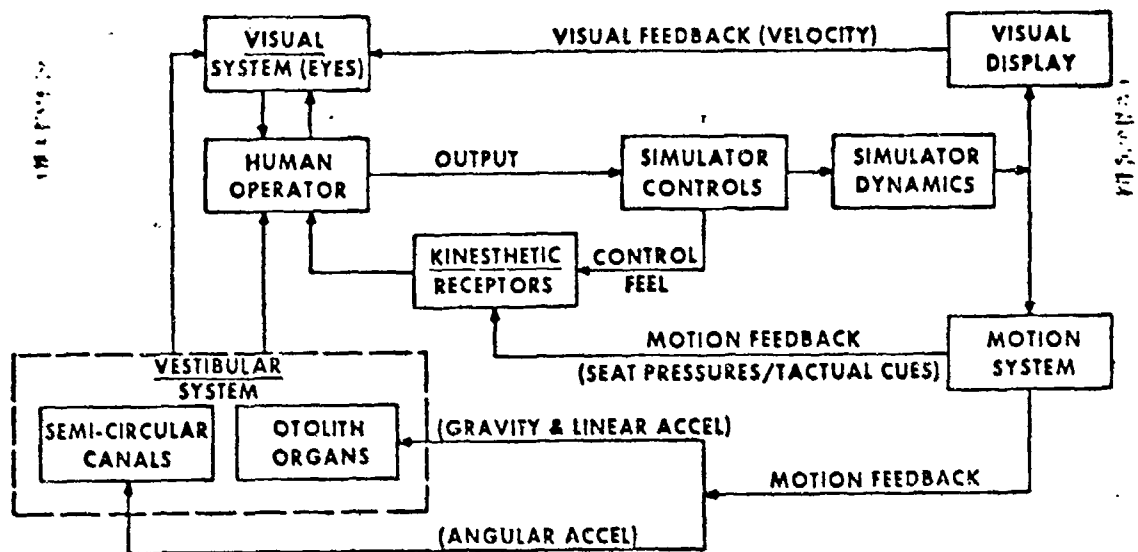 VISUAL
SYSTEM (EYES)
VISUAL FEEDBACK (VELOCITY)
VISUAL
DISPLAY
HUMAN
OPERATOR
OUTPUT
SIMULATOR
CONTROLS
SIMULATOR
DYNAMICS
KINESTHETIC
RECEPTORS
CONTROL
FEEL
MOTION FEEDBACK
(SEAT PRESSURES/TACTUAL CUES)
MOTION
SYSTEM
VESTIBULAR
SYSTEM
SEMI-CIRCULAR
CANALS
OTOLITH
ORGANS
(GRAVITY & LINEAR ACCEL)
MOTION FEEDBACK
(ANGULAR ACCEL)